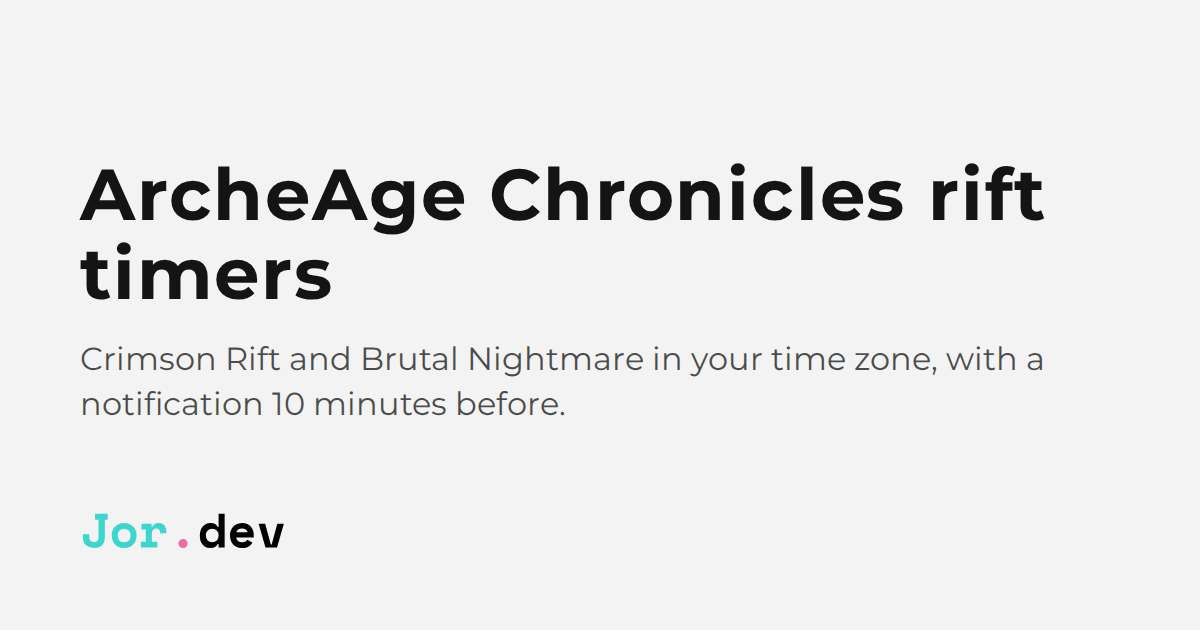 ArcheAge Chronicles rift
timers
Crimson Rift and Brutal Nightmare in your time zone, with a
notification 10 minutes before.
Jor.dev